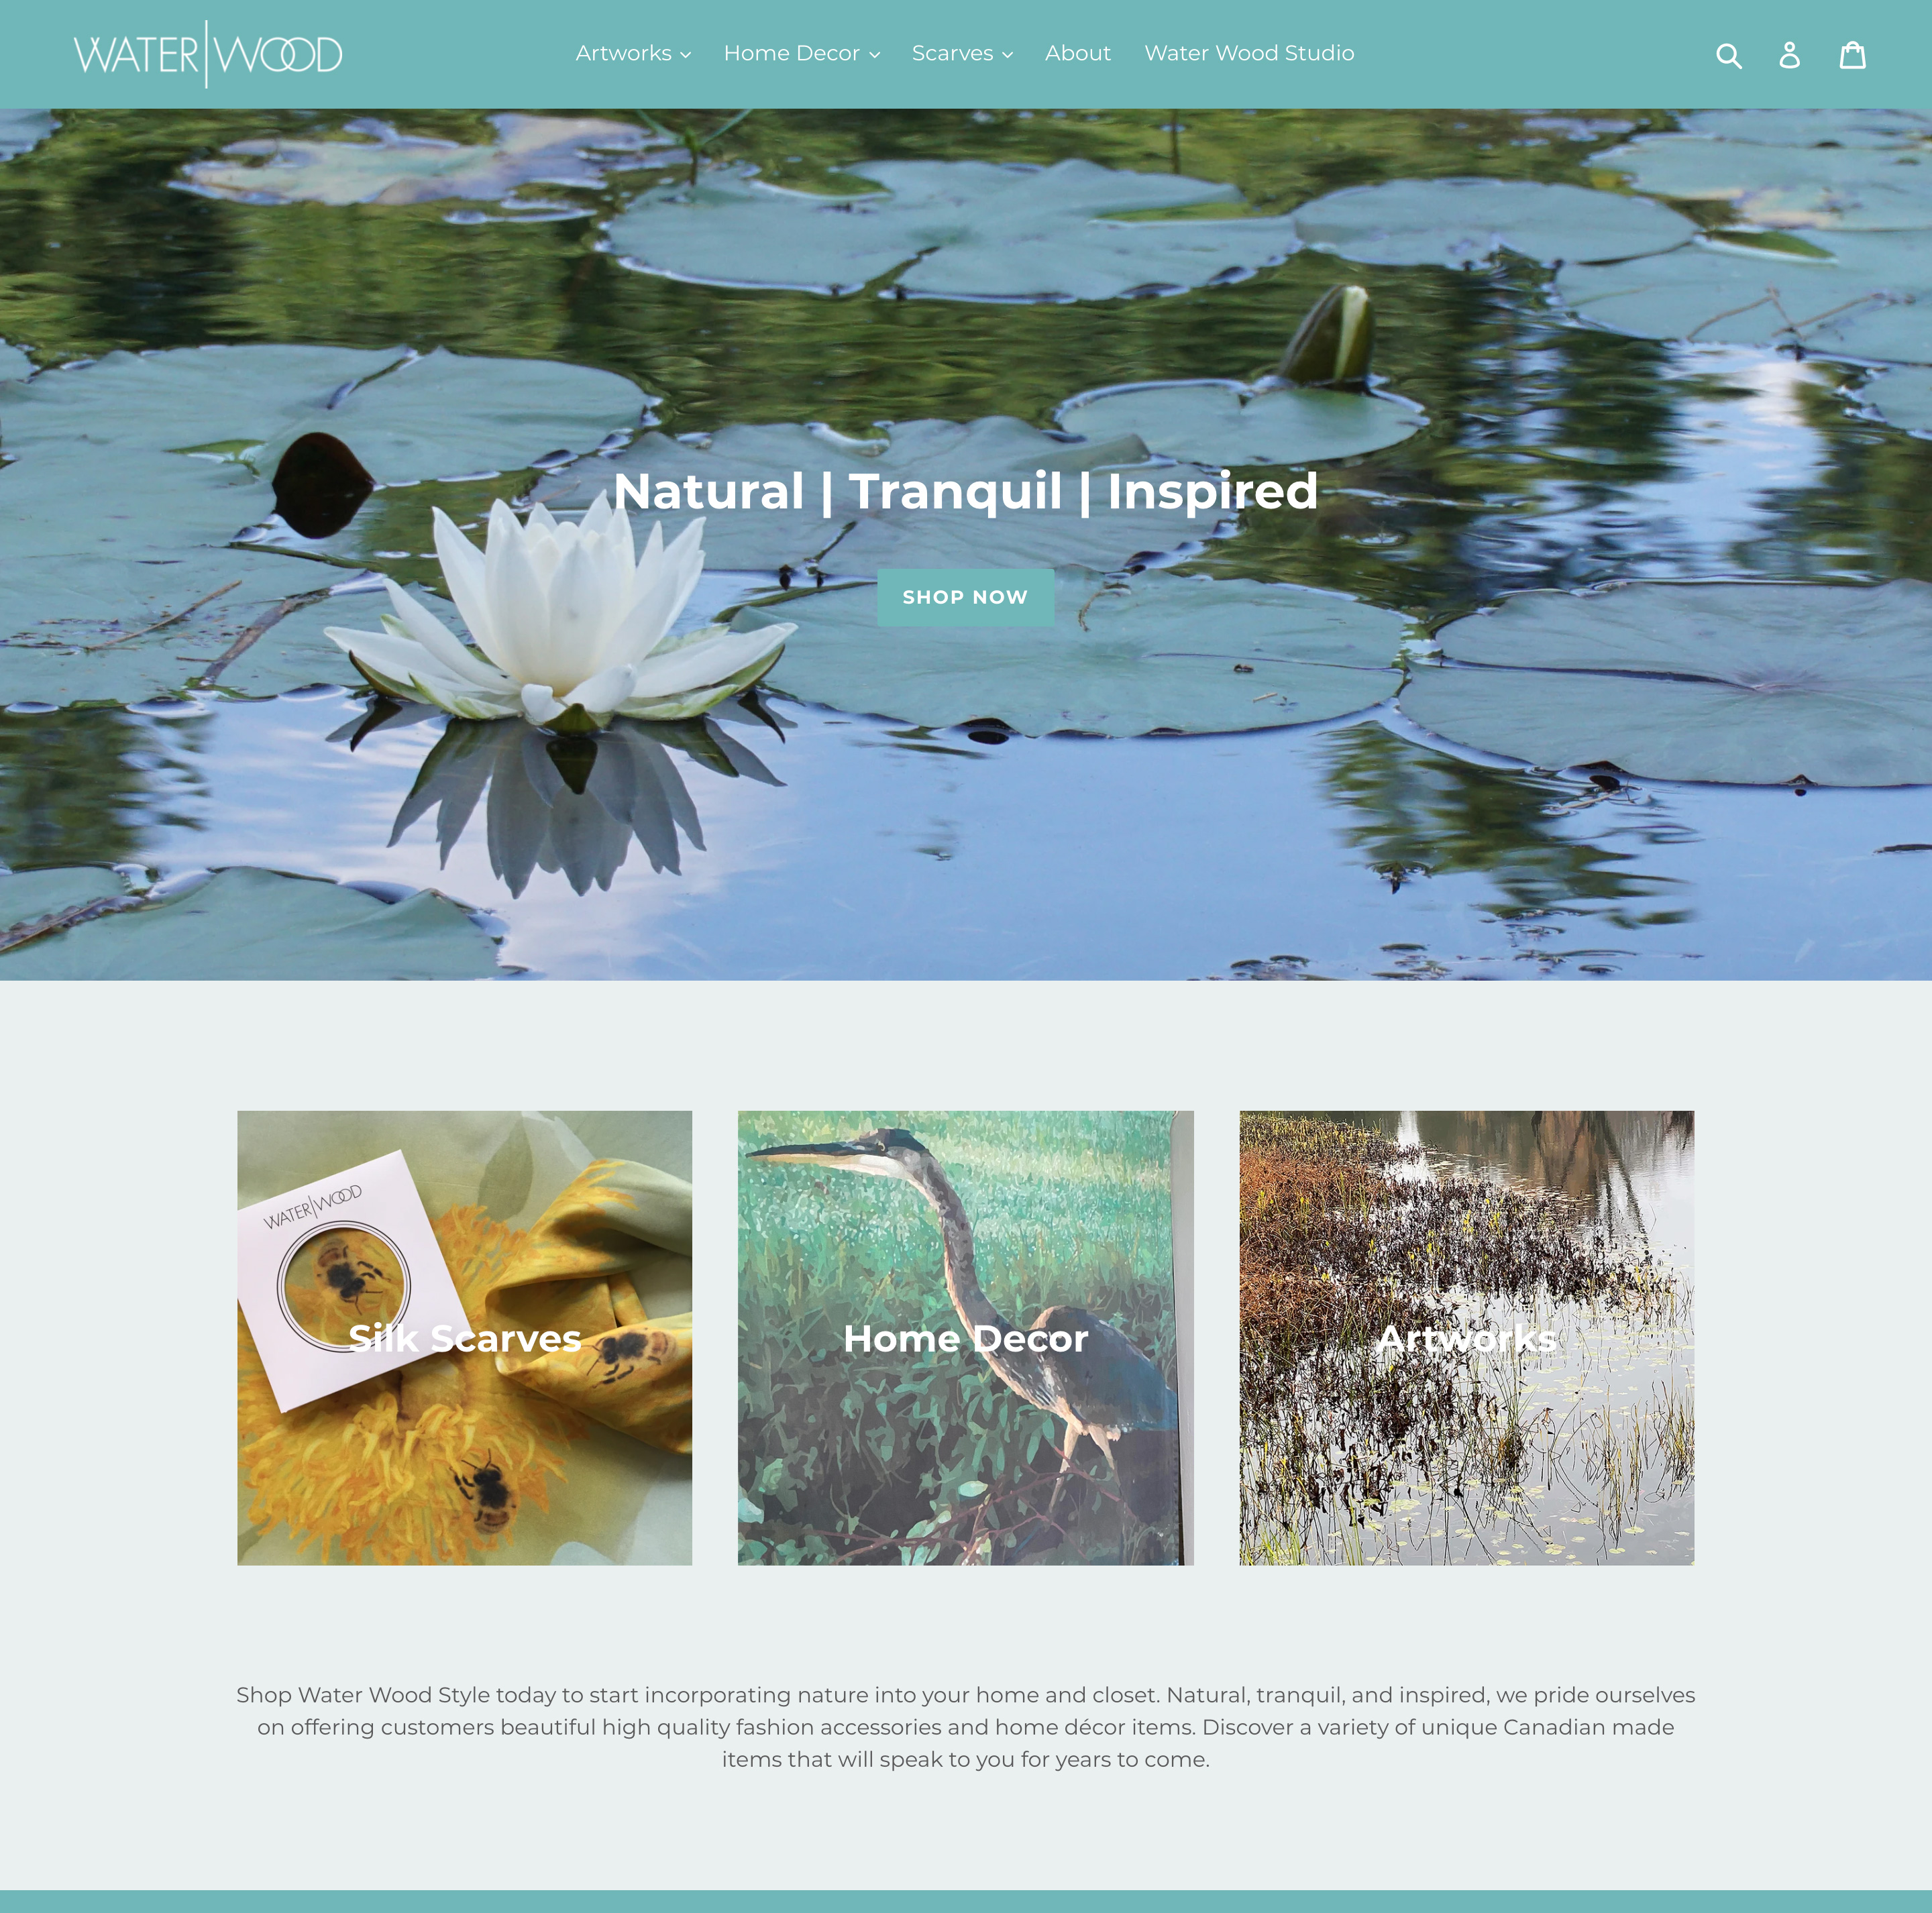 WATER|WOOD
Artworks
Home Decor
Scarves
About
Water Wood Studio
Natural | Tranquil | Inspired
SHOP NOW
WATER|WOOD
Silk Scarves
Home Decor
Artworks
Shop Water Wood Style today to start incorporating nature into your home and closet. Natural, tranquil, and inspired, we pride ourselves
on offering customers beautiful high quality fashion accessories and home décor items. Discover a variety of unique Canadian made
items that will speak to you for years to come.